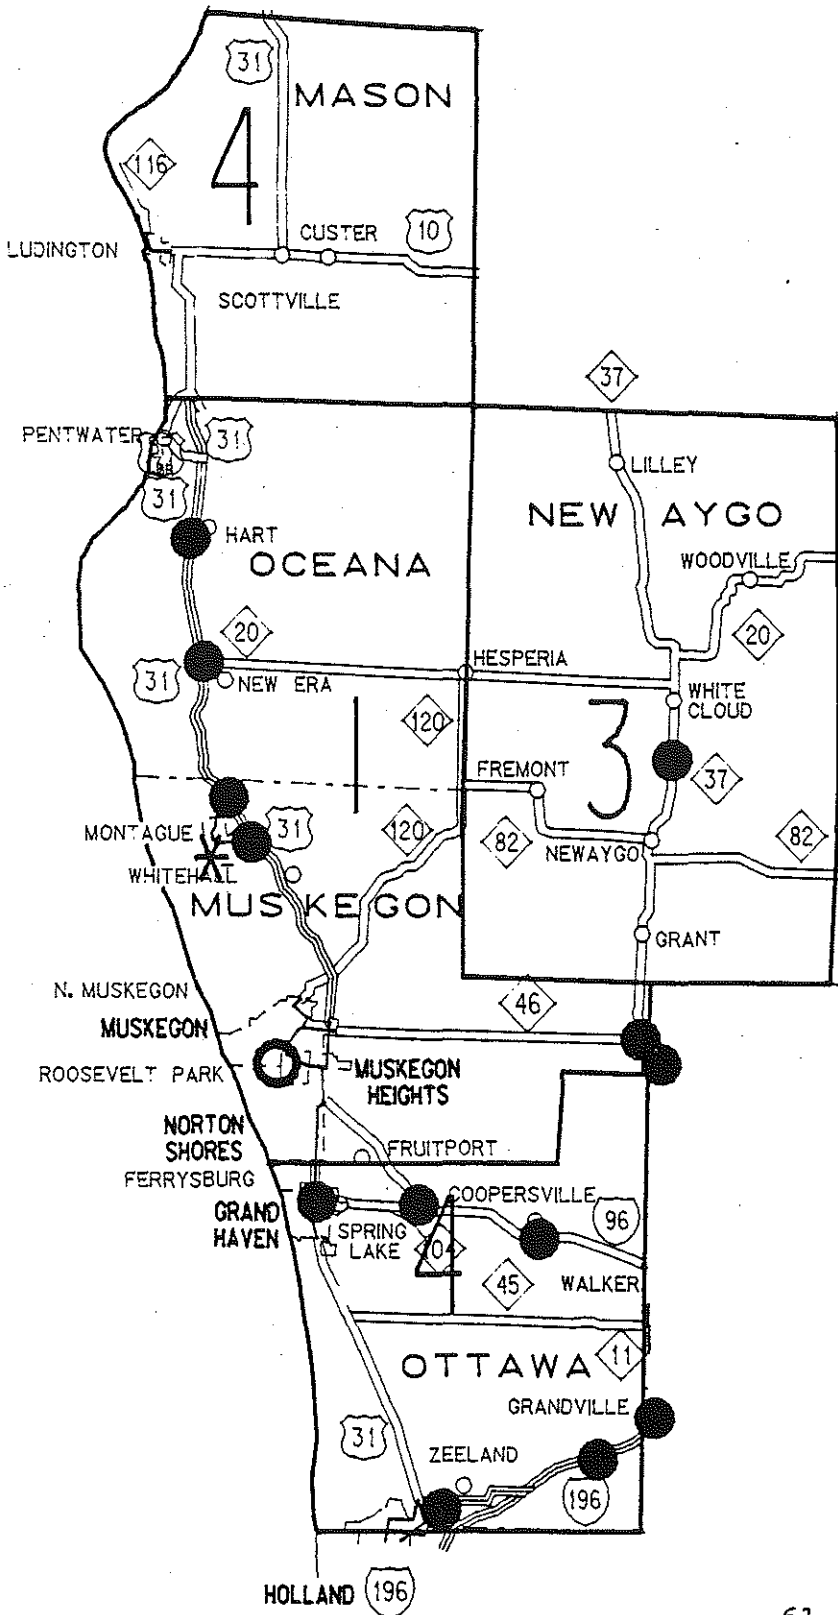 31
MASON
116
4
CUSTER
10
LUDINGTON
SCOTTVILLE
37
PENTWATER
31
LILLEY
31
NEWAYGO
HART
OCEANA
WOODVILLE
20
20
HESPERIA
31
NEW ERA
WHITE
CLOUD
1
120
3
FREMONT
37
MONTAGUE
31
120
82
82
NEWAYGO
WHITEHALL
MUSKEGON
GRANT
N. MUSKEGON
46
MUSKEGON
ROOSEVELT PARK
MUSKEGON
HEIGHTS
NORTON
SHORES
FRUITPORT
FERRYSBURG
COOPERSVILLE
GRAND
HAVEN
96
SPRING
LAKE
104
4
45
WALKER
OTTAWA
11
GRANDVILLE
31
ZEELAND
196
HOLLAND
196